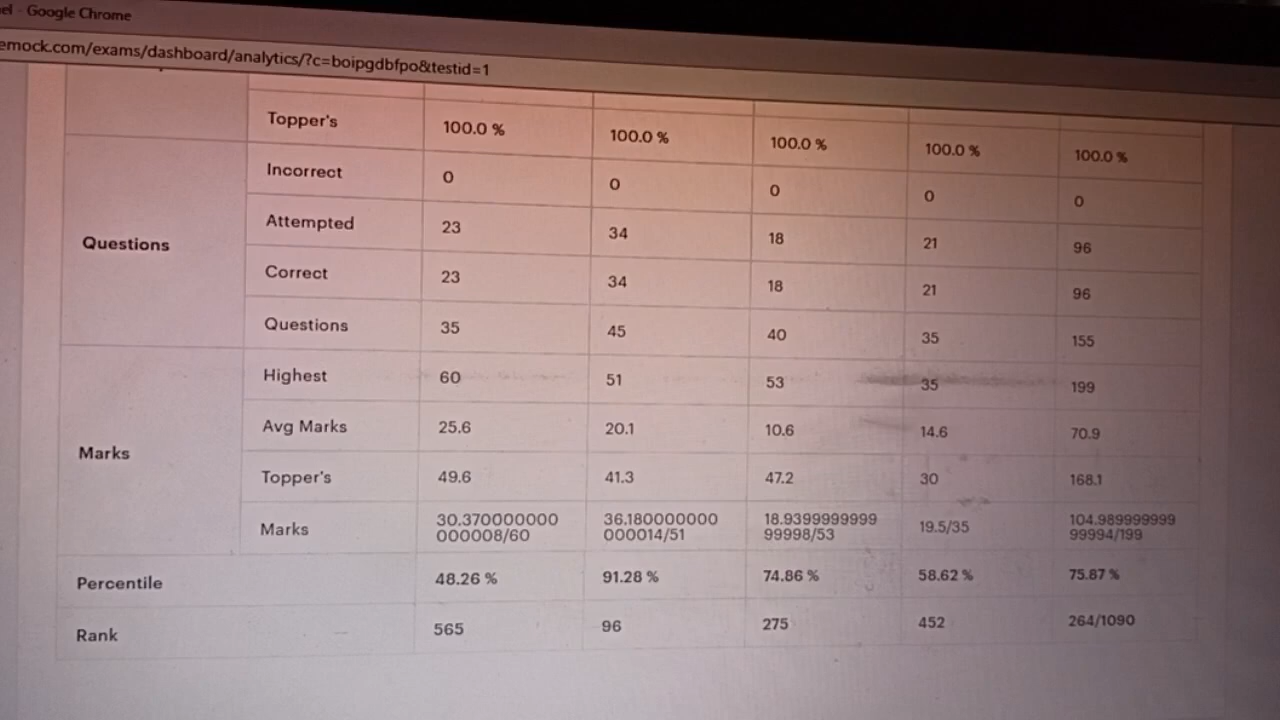 el - Google Chrome
emock.com/exams/dashboard/analytics/?c=boipgdbfpo&testid=1
Topper's 100.0 % 100.0 % 100.0 % 100.0 % 100.0 %
Questions
Incorrect 0 0 0 0 0
Attempted 23 34 18 21 96
Correct 23 34 18 21 96
Questions 35 45 40 35 155
Marks
Highest 60 51 53 35 199
Avg Marks 25.6 20.1 10.6 14.6 70.9
Topper's 49.6 41.3 47.2 30 168.1
Marks 30.370000000 36.180000000 18.9399999999 19.5/35 104.989999999
000008/60 000014/51 99998/53 99994/199
Percentile 48.26 % 91.28 % 74.86 % 58.62 % 75.87 %
Rank 565 96 275 452 264/1090